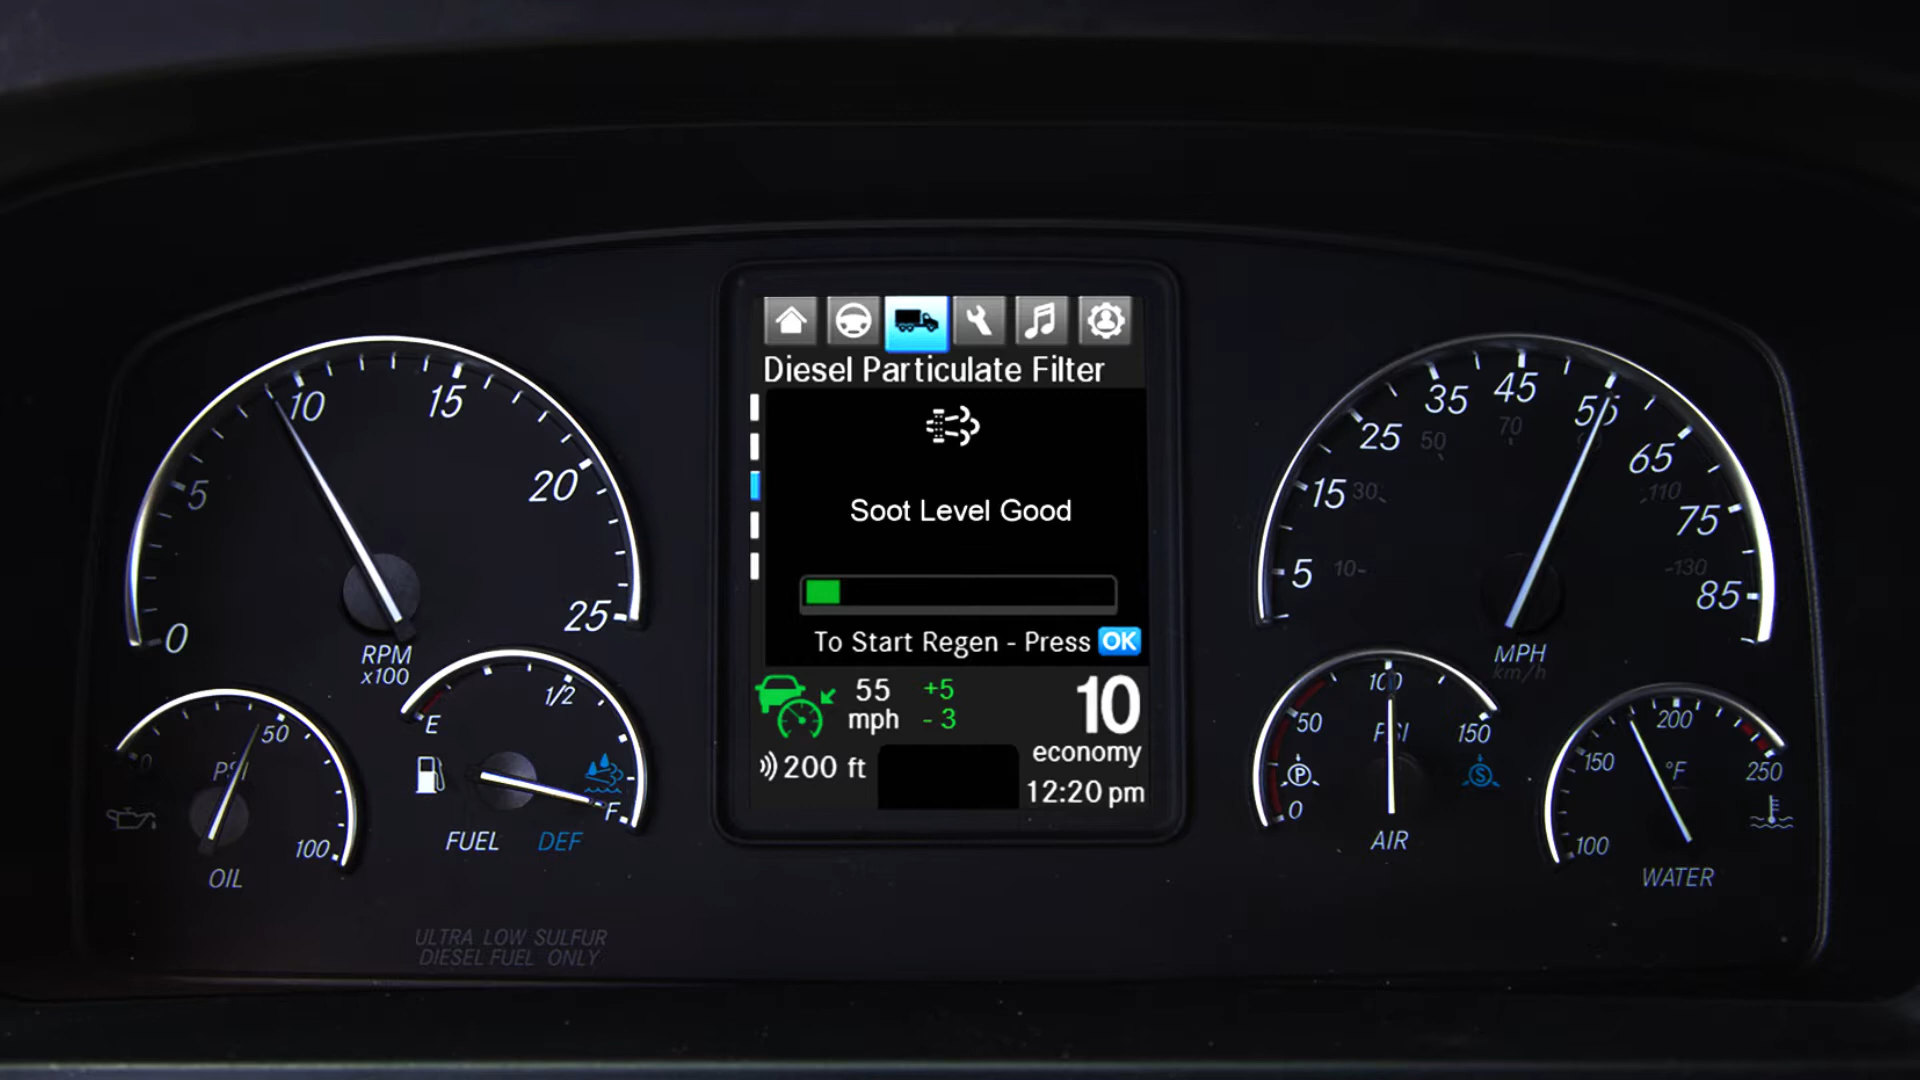 Diesel Particulate Filter
Soot Level Good
To Start Regen - Press OK
55 mph
+5
- 3
200 ft
10
economy
12:20 pm
0
5
10
15
20
25
RPM
x100
0
50
100
PSI
OIL
E
1/2
F
FUEL
DEF
ULTRA LOW SULFUR
DIESEL FUEL ONLY
5
15
25
35
45
55
65
75
85
10
30
50
70
110
130
MPH
km/h
0
50
100
150
PSI
P
S
AIR
100
150
200
250
°F
WATER